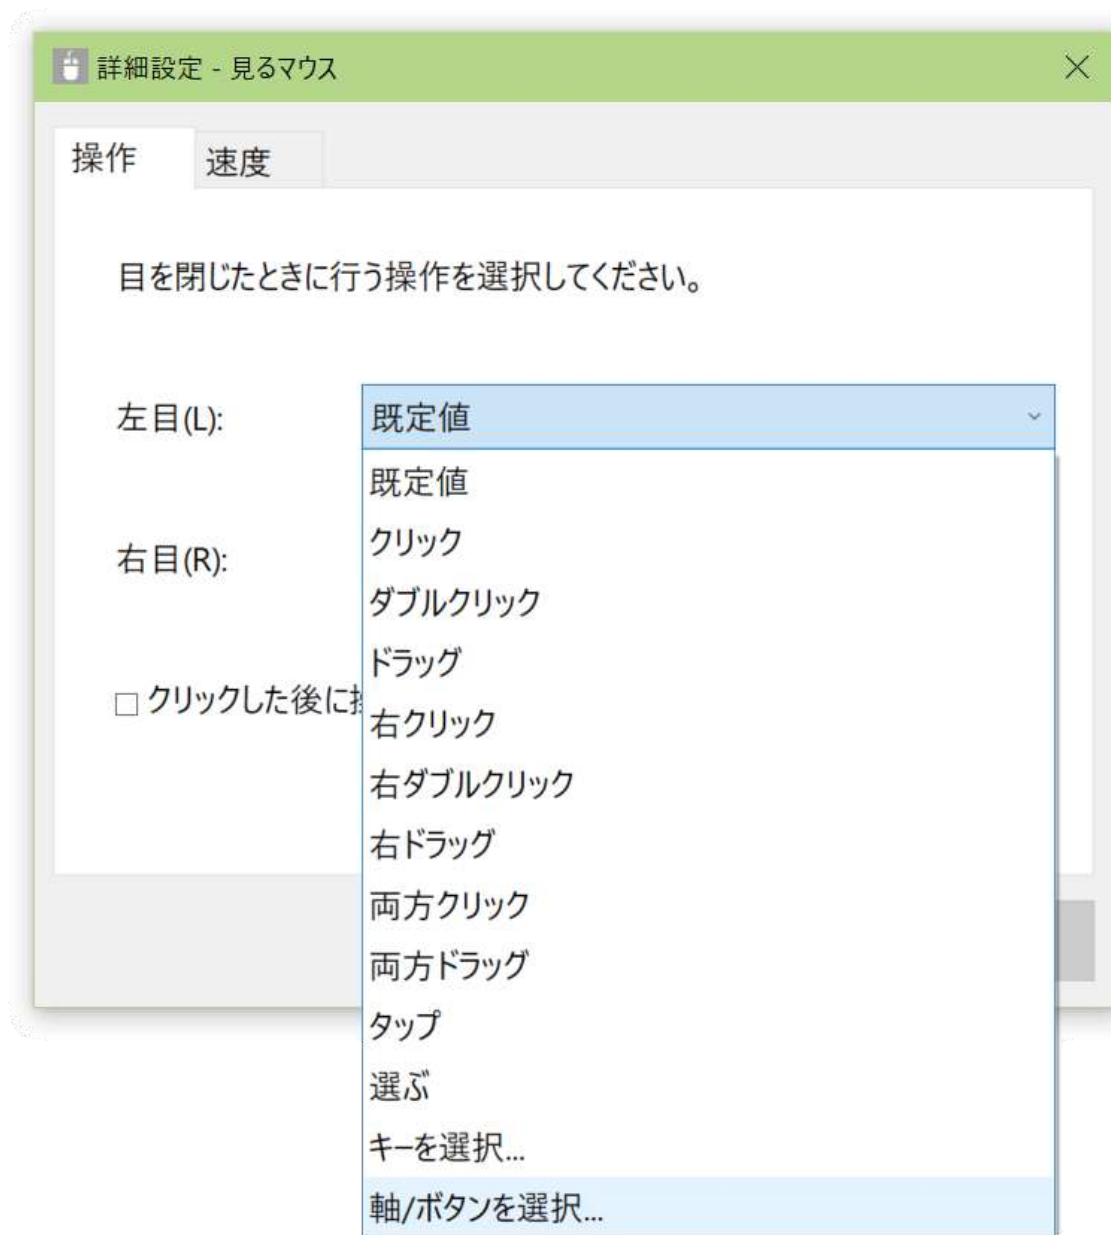 詳細設定 - 見るマウス
操作
速度
目を閉じたときに行う操作を選択してください。
左目(L):
既定値
既定値
クリック
ダブルクリック
右目(R):
ドラッグ
クリックした後に
右クリック
右ダブルクリック
右ドラッグ
両方クリック
両方ドラッグ
タップ
選ぶ
キーを選択...
軸/ボタンを選択...